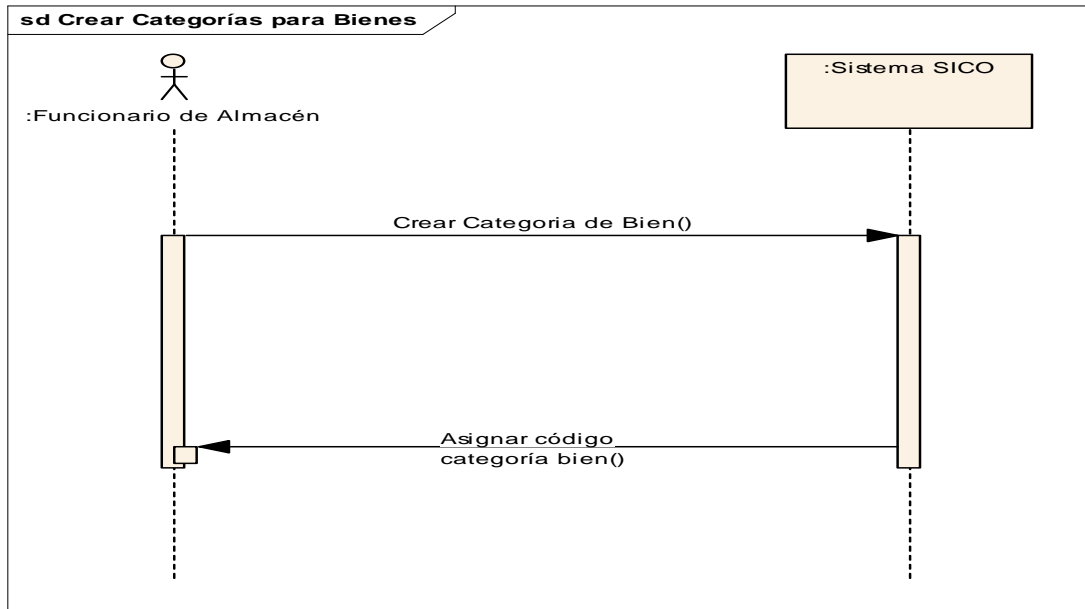 sd Crear Categorías para Bienes
:Funcionario de Almacén
:Sistema SICO
Crear Categoria de Bien()
Asignar código
categoría bien()